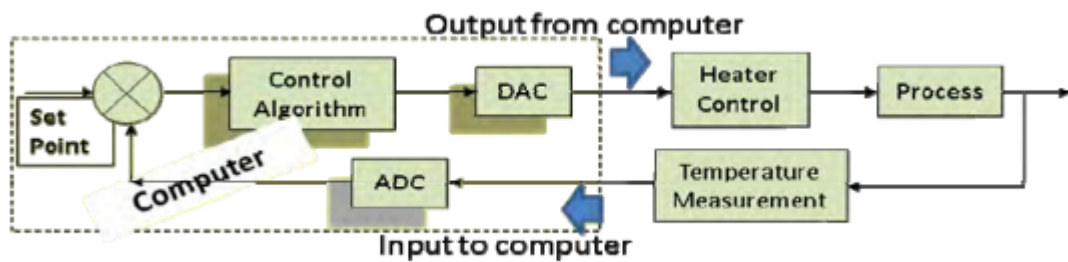 Output from computer
Set
Point
Control
Algorithm
DAC
Heater
Control
Process
Computer
ADC
Temperature
Measurement
Input to computer